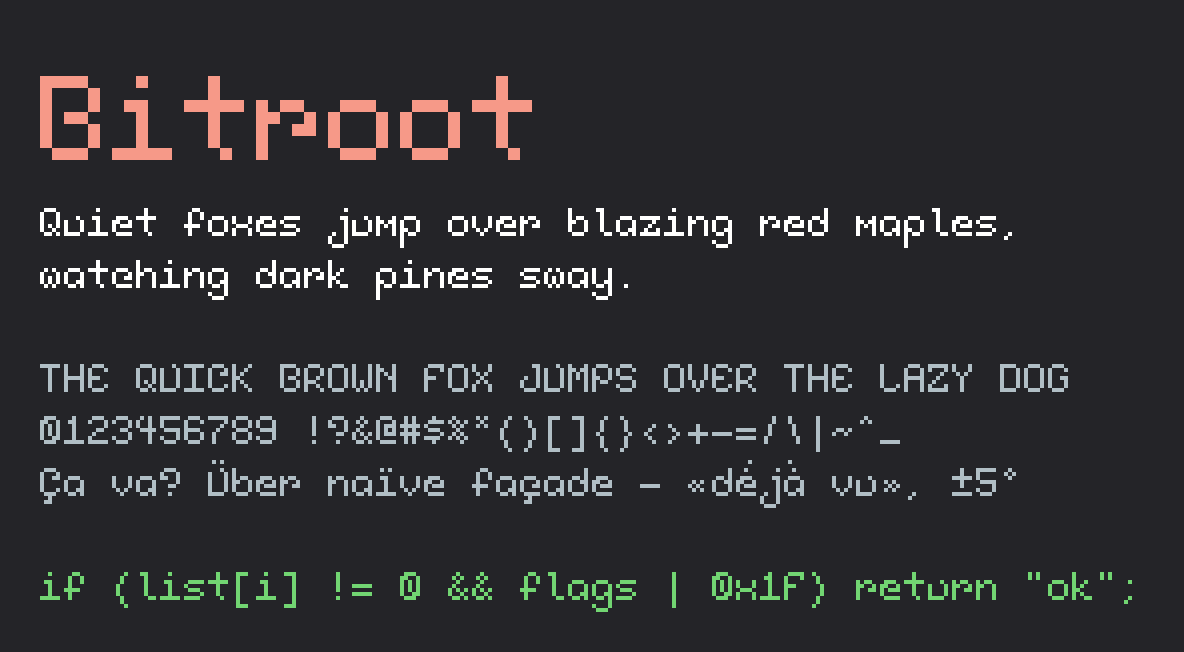 Bitroot
Quiet foxes jump over blazing red maples,
watching dark pines sway.
THE QUICK BROWN FOX JUMPS OVER THE LAZY DOG
0123456789 !?&@#$%*()[]{}<>+-=/\|~^_
Ça va? Über naïve façade – «déjà vu», ±5°
if (list[i] != 0 && flags | 0x1F) return "ok";